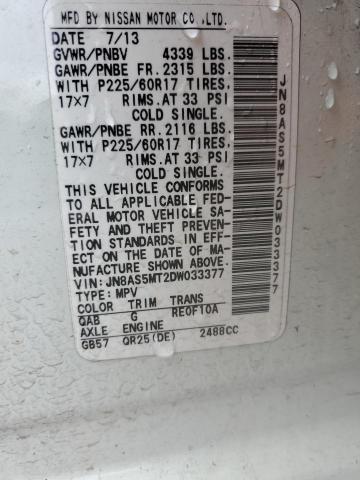 MFD BY NISSAN MOTOR CO.,LTD.
DATE 7/13
GVWR/PNBV 4339 LBS.
GAWR/PNBE FR. 2315 LBS.
WITH P225/60R17 TIRES,
17×7 RIMS. AT 33 PSI
COLD SINGLE.
GAWR/PNBE RR. 2116 LBS.
WITH P225/60R17 TIRES,
17×7 RIMS. AT 33 PSI
COLD SINGLE.
THIS VEHICLE CONFORMS
TO ALL APPLICABLE FED-
ERAL MOTOR VEHICLE SA-
FETY AND THEFT PREVEN-
TION STANDARDS IN EFF-
ECT ON THE DATE OF MA-
NUFACTURE SHOWN ABOVE.
VIN: JN8AS5MT2DW033377
TYPE: MPV
COLOR TRIM TRANS
QAB G RE0F10A
AXLE ENGINE
GB57 QR25(DE) 2488CC
JN8AS5MT2DW033377